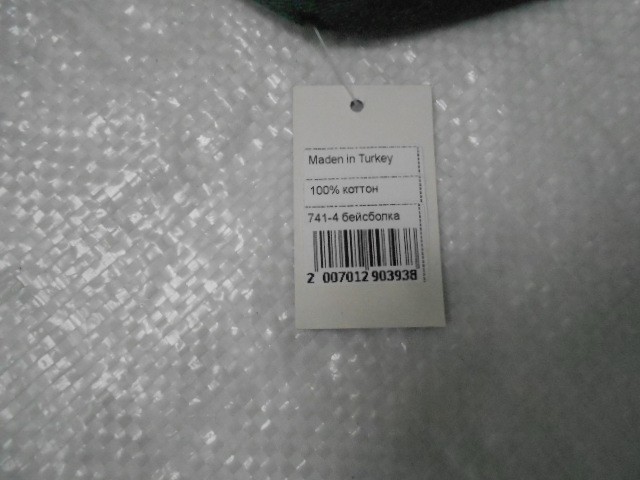 Maden in Turkey
100% коттон
741-4 бейсболка
2 007012 903938